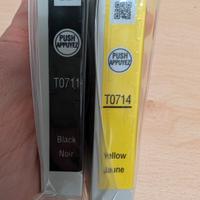 PUSH
APPUYEZ
T0711
Black
Noir
PUSH
APPUYEZ
T0714
Yellow
Jaune